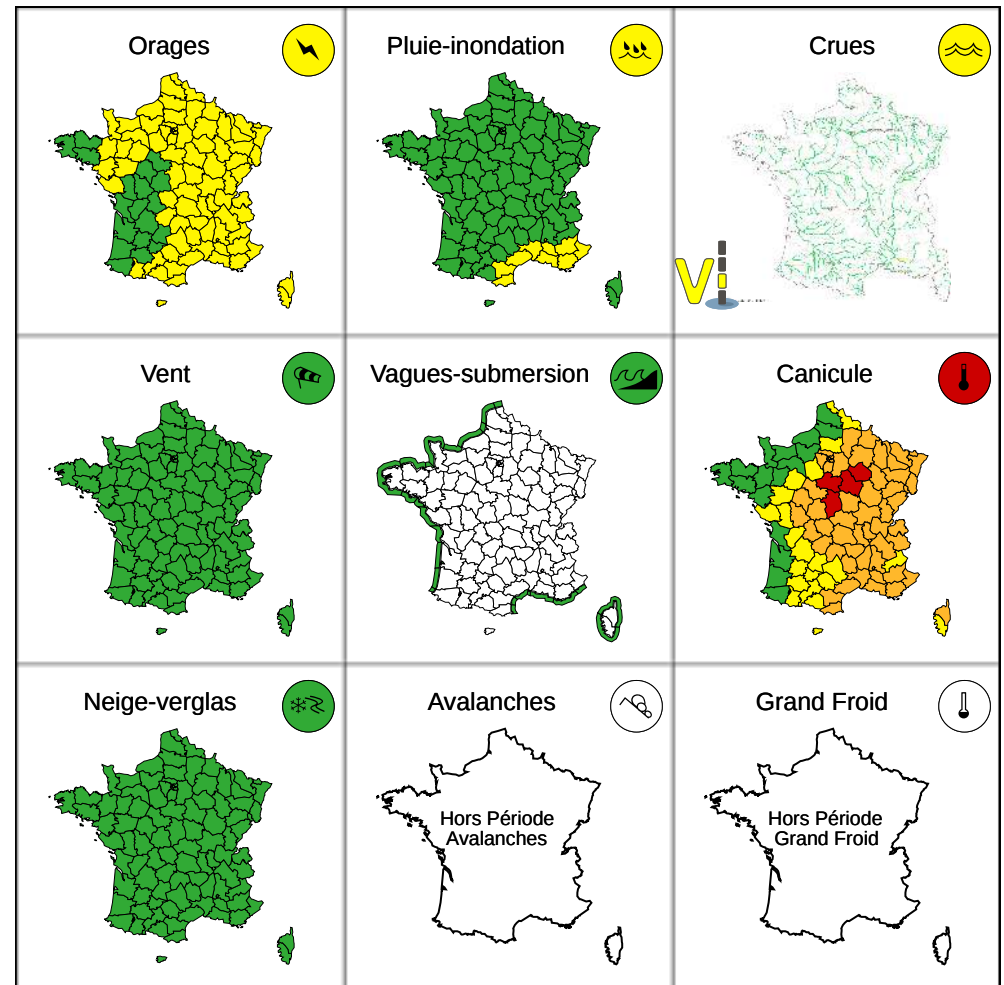 Orages
Pluie-inondation
Crues
Vent
Vagues-submersion
Canicule
Neige-verglas
Avalanches
Grand Froid
Hors Période
Avalanches
Hors Période
Grand Froid